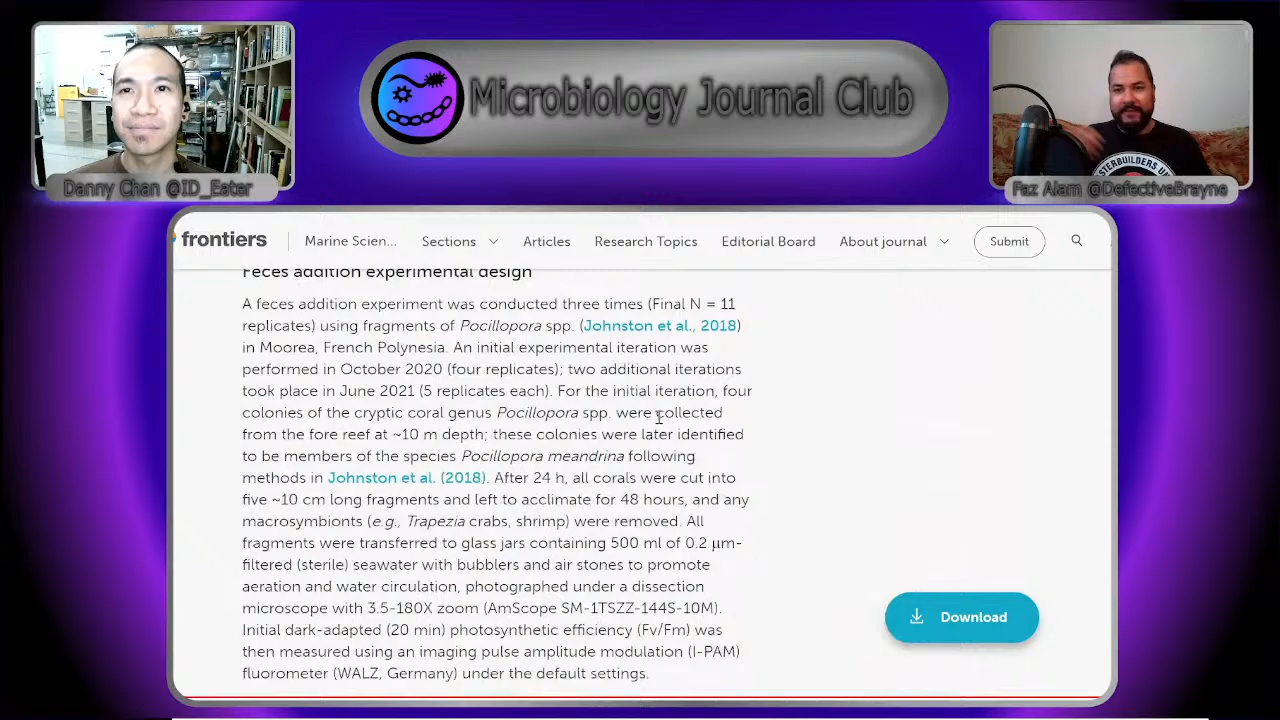 Microbiology Journal Club
Danny Chan @ID_Eater
STERBUILDERS UN
Faz Alam @DefectiveBrayne
frontiers
Marine Scien...
Sections
Articles
Research Topics
Editorial Board
About journal
Submit
Feces addition experimental design
A feces addition experiment was conducted three times (Final N = 11
replicates) using fragments of Pocillopora spp. (Johnston et al., 2018)
in Moorea, French Polynesia. An initial experimental iteration was
performed in October 2020 (four replicates); two additional iterations
took place in June 2021 (5 replicates each). For the initial iteration, four
colonies of the cryptic coral genus Pocillopora spp. were collected
from the fore reef at ~10 m depth; these colonies were later identified
to be members of the species Pocillopora meandrina following
methods in Johnston et al. (2018). After 24 h, all corals were cut into
five ~10 cm long fragments and left to acclimate for 48 hours, and any
macrosymbionts (e.g., Trapezia crabs, shrimp) were removed. All
fragments were transferred to glass jars containing 500 ml of 0.2 μm-
filtered (sterile) seawater with bubblers and air stones to promote
aeration and water circulation, photographed under a dissection
microscope with 3.5-180X zoom (AmScope SM-1TSZZ-144S-10M).
Initial dark-adapted (20 min) photosynthetic efficiency (Fv/Fm) was
then measured using an imaging pulse amplitude modulation (I-PAM)
fluorometer (WALZ, Germany) under the default settings.
Download